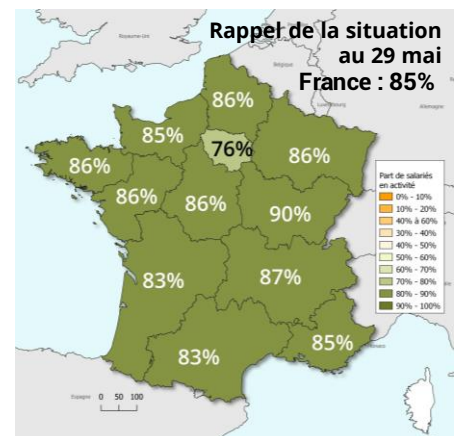 Rappel de la situation
au 29 mai
France : 85%
Royaume-Uni
Belgique
Luxembourg
Allemagne
86%
85%
76%
86%
86%
86%
86%
90%
83%
87%
83%
85%
Monaco
Part de salariés
en activité
0% - 10%
10% - 20%
40% à 60%
30% - 40%
40% - 50%
50% - 60%
60% - 70%
70% - 80%
80% - 90%
90% - 100%
Espagne
0 50 100